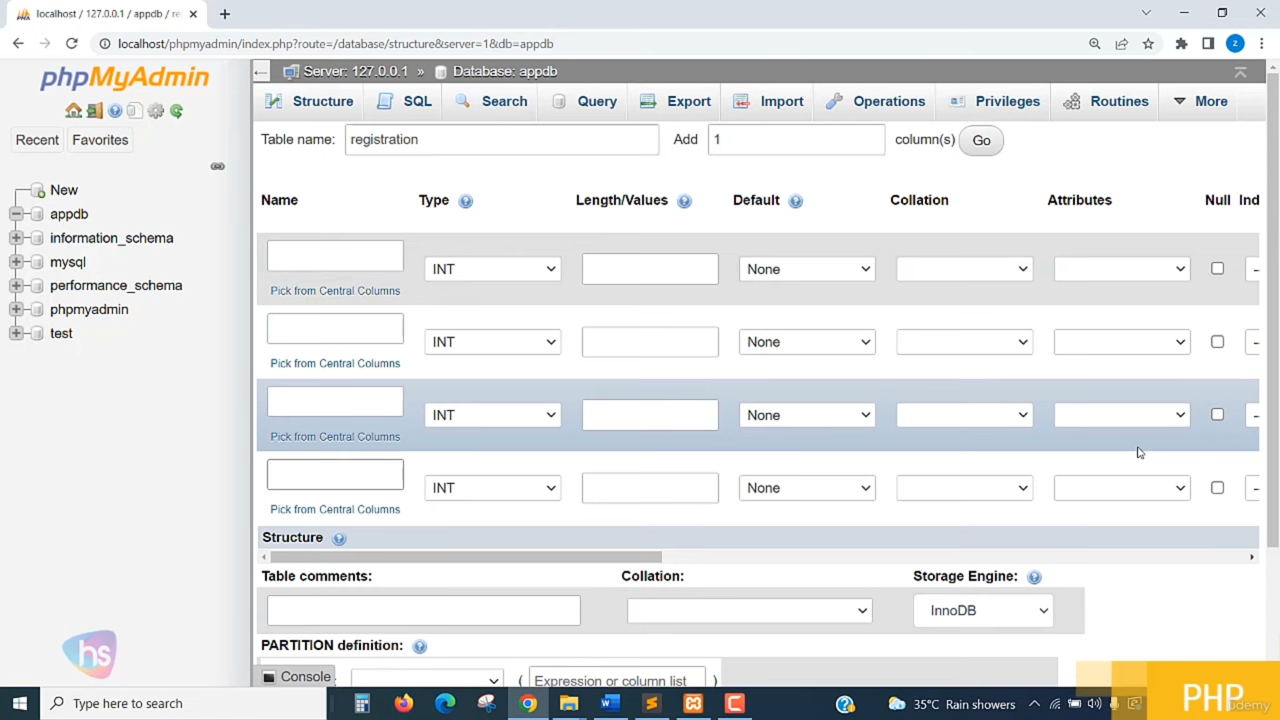 localhost / 127.0.0.1 / appdb / re
localhost/phpmyadmin/index.php?route=/database/structure&server=1&db=appdb
Z
phpMyAdmin
Recent
Favorites
New
appdb
information_schema
mysql
performance_schema
phpmyadmin
test
Server: 127.0.0.1 » Database: appdb
Structure SQL Search Query Export Import Operations Privileges Routines More
Table name: registration Add 1 column(s) Go
Name Type Length/Values Default Collation Attributes Null Ind
INT None
Pick from Central Columns
INT None
Pick from Central Columns
INT None
Pick from Central Columns
INT None
Pick from Central Columns
Structure
Table comments: Collation: Storage Engine:
InnoDB
PARTITION definition:
Console
( Expression or column list )
hs
Type here to search
35°C Rain showers
PHP